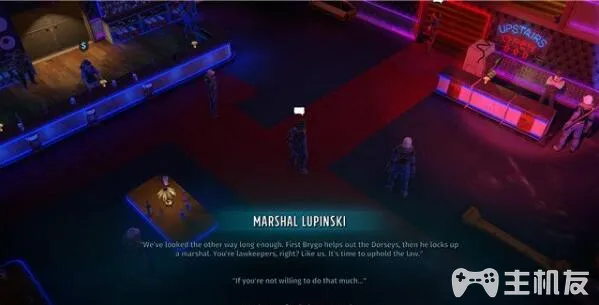 UPSTAIRS
$
MARSHAL LUPINSKI
"We've looked the other way long enough. First Brygo helps out the Dorseys, then he locks up
a marshal. You're lawkeepers, right? Like us. It's time to uphold the law."
"If you're not willing to do that much..."
主机友